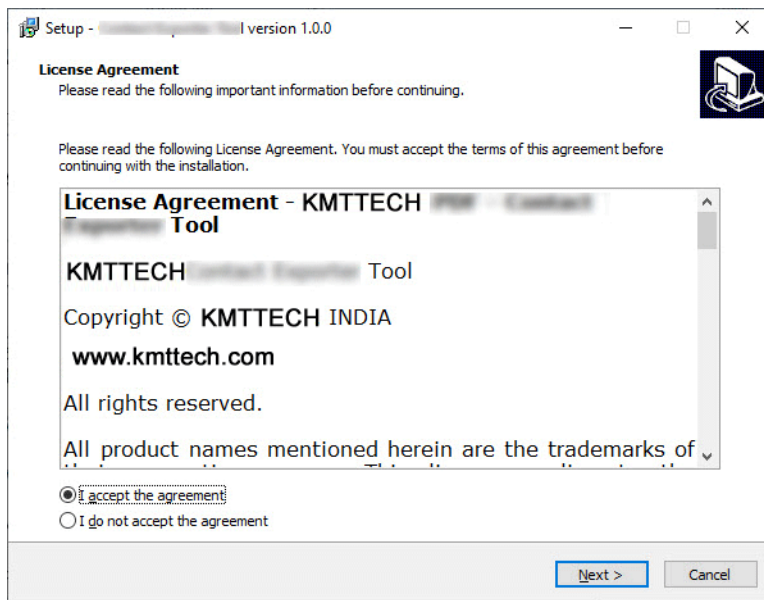 Setup - l version 1.0.0
License Agreement
Please read the following important information before continuing.
Please read the following License Agreement. You must accept the terms of this agreement before
continuing with the installation.
License Agreement - KMTTECH
Tool
KMTTECH Tool
Copyright © KMTTECH INDIA
www.kmttech.com
All rights reserved.
All product names mentioned herein are the trademarks of
I accept the agreement
I do not accept the agreement
Next >
Cancel